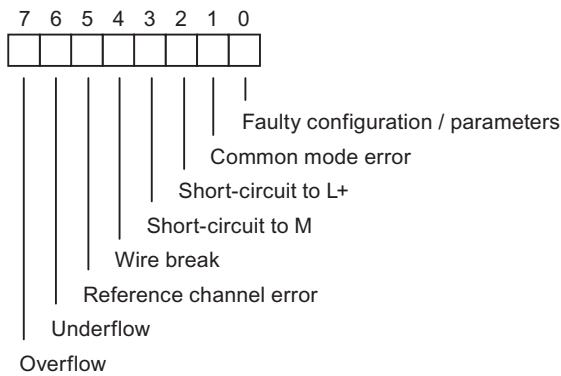 7 6 5 4 3 2 1 0
Faulty configuration / parameters
Common mode error
Short-circuit to L+
Short-circuit to M
Wire break
Reference channel error
Underflow
Overflow